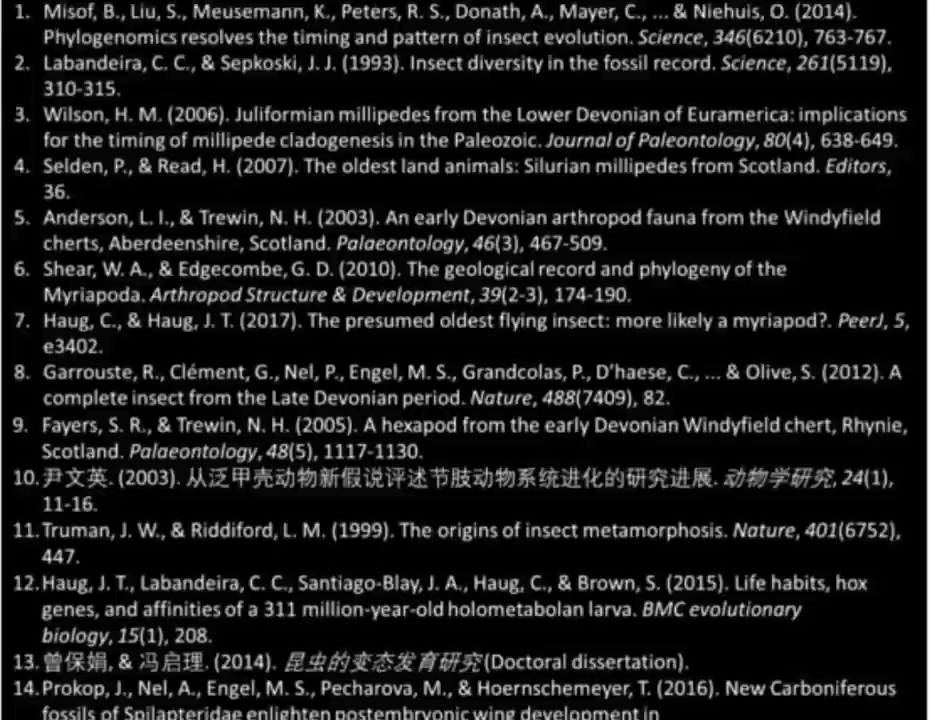 1. Misof, B., Liu, S., Meusemann, K., Peters, R. S., Donath, A., Mayer, C., ... & Niehuis, O. (2014).
Phylogenomics resolves the timing and pattern of insect evolution. Science, 346(6210), 763-767.
2. Labandeira, C. C., & Sepkoski, J. J. (1993). Insect diversity in the fossil record. Science, 261(5119),
310-315.
3. Wilson, H. M. (2006). Juliformian millipedes from the Lower Devonian of Euramerica: implications
for the timing of millipede cladogenesis in the Paleozoic. Journal of Paleontology, 80(4), 638-649.
4. Selden, P., & Read, H. (2007). The oldest land animals: Silurian millipedes from Scotland. Editors,
36.
5. Anderson, L. I., & Trewin, N. H. (2003). An early Devonian arthropod fauna from the Windyfield
cherts, Aberdeenshire, Scotland. Palaeontology, 46(3), 467-509.
6. Shear, W. A., & Edgecombe, G. D. (2010). The geological record and phylogeny of the
Myriapoda. Arthropod Structure & Development, 39(2-3), 174-190.
7. Haug, C., & Haug, J. T. (2017). The presumed oldest flying insect: more likely a myriapod?. PeerJ, 5,
e3402.
8. Garrouste, R., Clément, G., Nel, P., Engel, M. S., Grandcolas, P., D'haese, C., ... & Olive, S. (2012). A
complete insect from the Late Devonian period. Nature, 488(7409), 82.
9. Fayers, S. R., & Trewin, N. H. (2005). A hexapod from the early Devonian Windyfield chert, Rhynie,
Scotland. Palaeontology, 48(5), 1117-1130.
10. 尹文英. (2003). 从泛甲壳动物新假说评述节肢动物系统进化的研究进展. 动物学研究, 24(1),
11-16.
11. Truman, J. W., & Riddiford, L. M. (1999). The origins of insect metamorphosis. Nature, 401(6752),
447.
12. Haug, J. T., Labandeira, C. C., Santiago-Blay, J. A., Haug, C., & Brown, S. (2015). Life habits, hox
genes, and affinities of a 311 million-year-old holometabolan larva. BMC evolutionary
biology, 15(1), 208.
13. 曾保娟, & 冯启理. (2014). 昆虫的变态发育研究(Doctoral dissertation).
14. Prokop, J., Nel, A., Engel, M. S., Pecharova, M., & Hoernschemeyer, T. (2016). New Carboniferous
fossils of Spilapteridae enlighten postembryonic wing development in